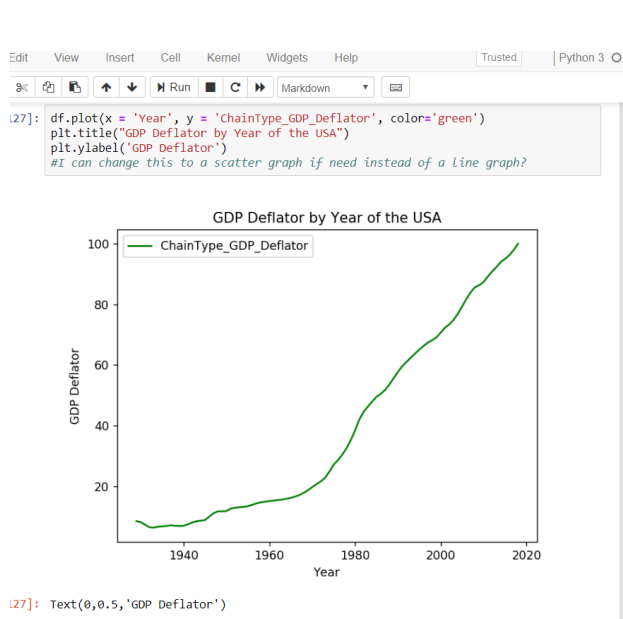 Edit View Insert Cell Kernel Widgets Help Trusted Python 3
Run Markdown
127]: df.plot(x = 'Year', y = 'ChainType_GDP_Deflator', color='green')
plt.title("GDP Deflator by Year of the USA")
plt.ylabel('GDP Deflator')
#I can change this to a scatter graph if need instead of a line graph?
GDP Deflator by Year of the USA
ChainType_GDP_Deflator
100
80
60
40
20
GDP Deflator
1940 1960 1980 2000 2020
Year
127]: Text(0,0.5,'GDP Deflator')